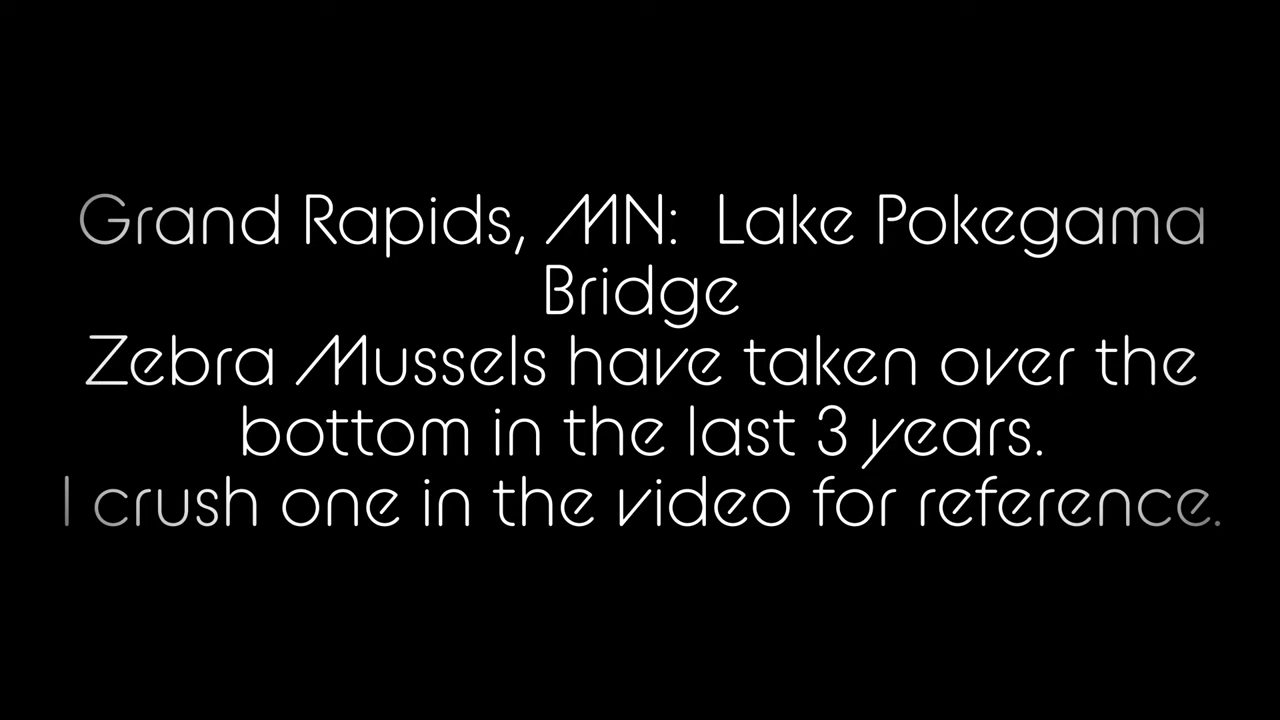 Grand Rapids, MN:  Lake Pokegama
Bridge
Zebra Mussels have taken over the
bottom in the last 3 years.
I crush one in the video for reference.